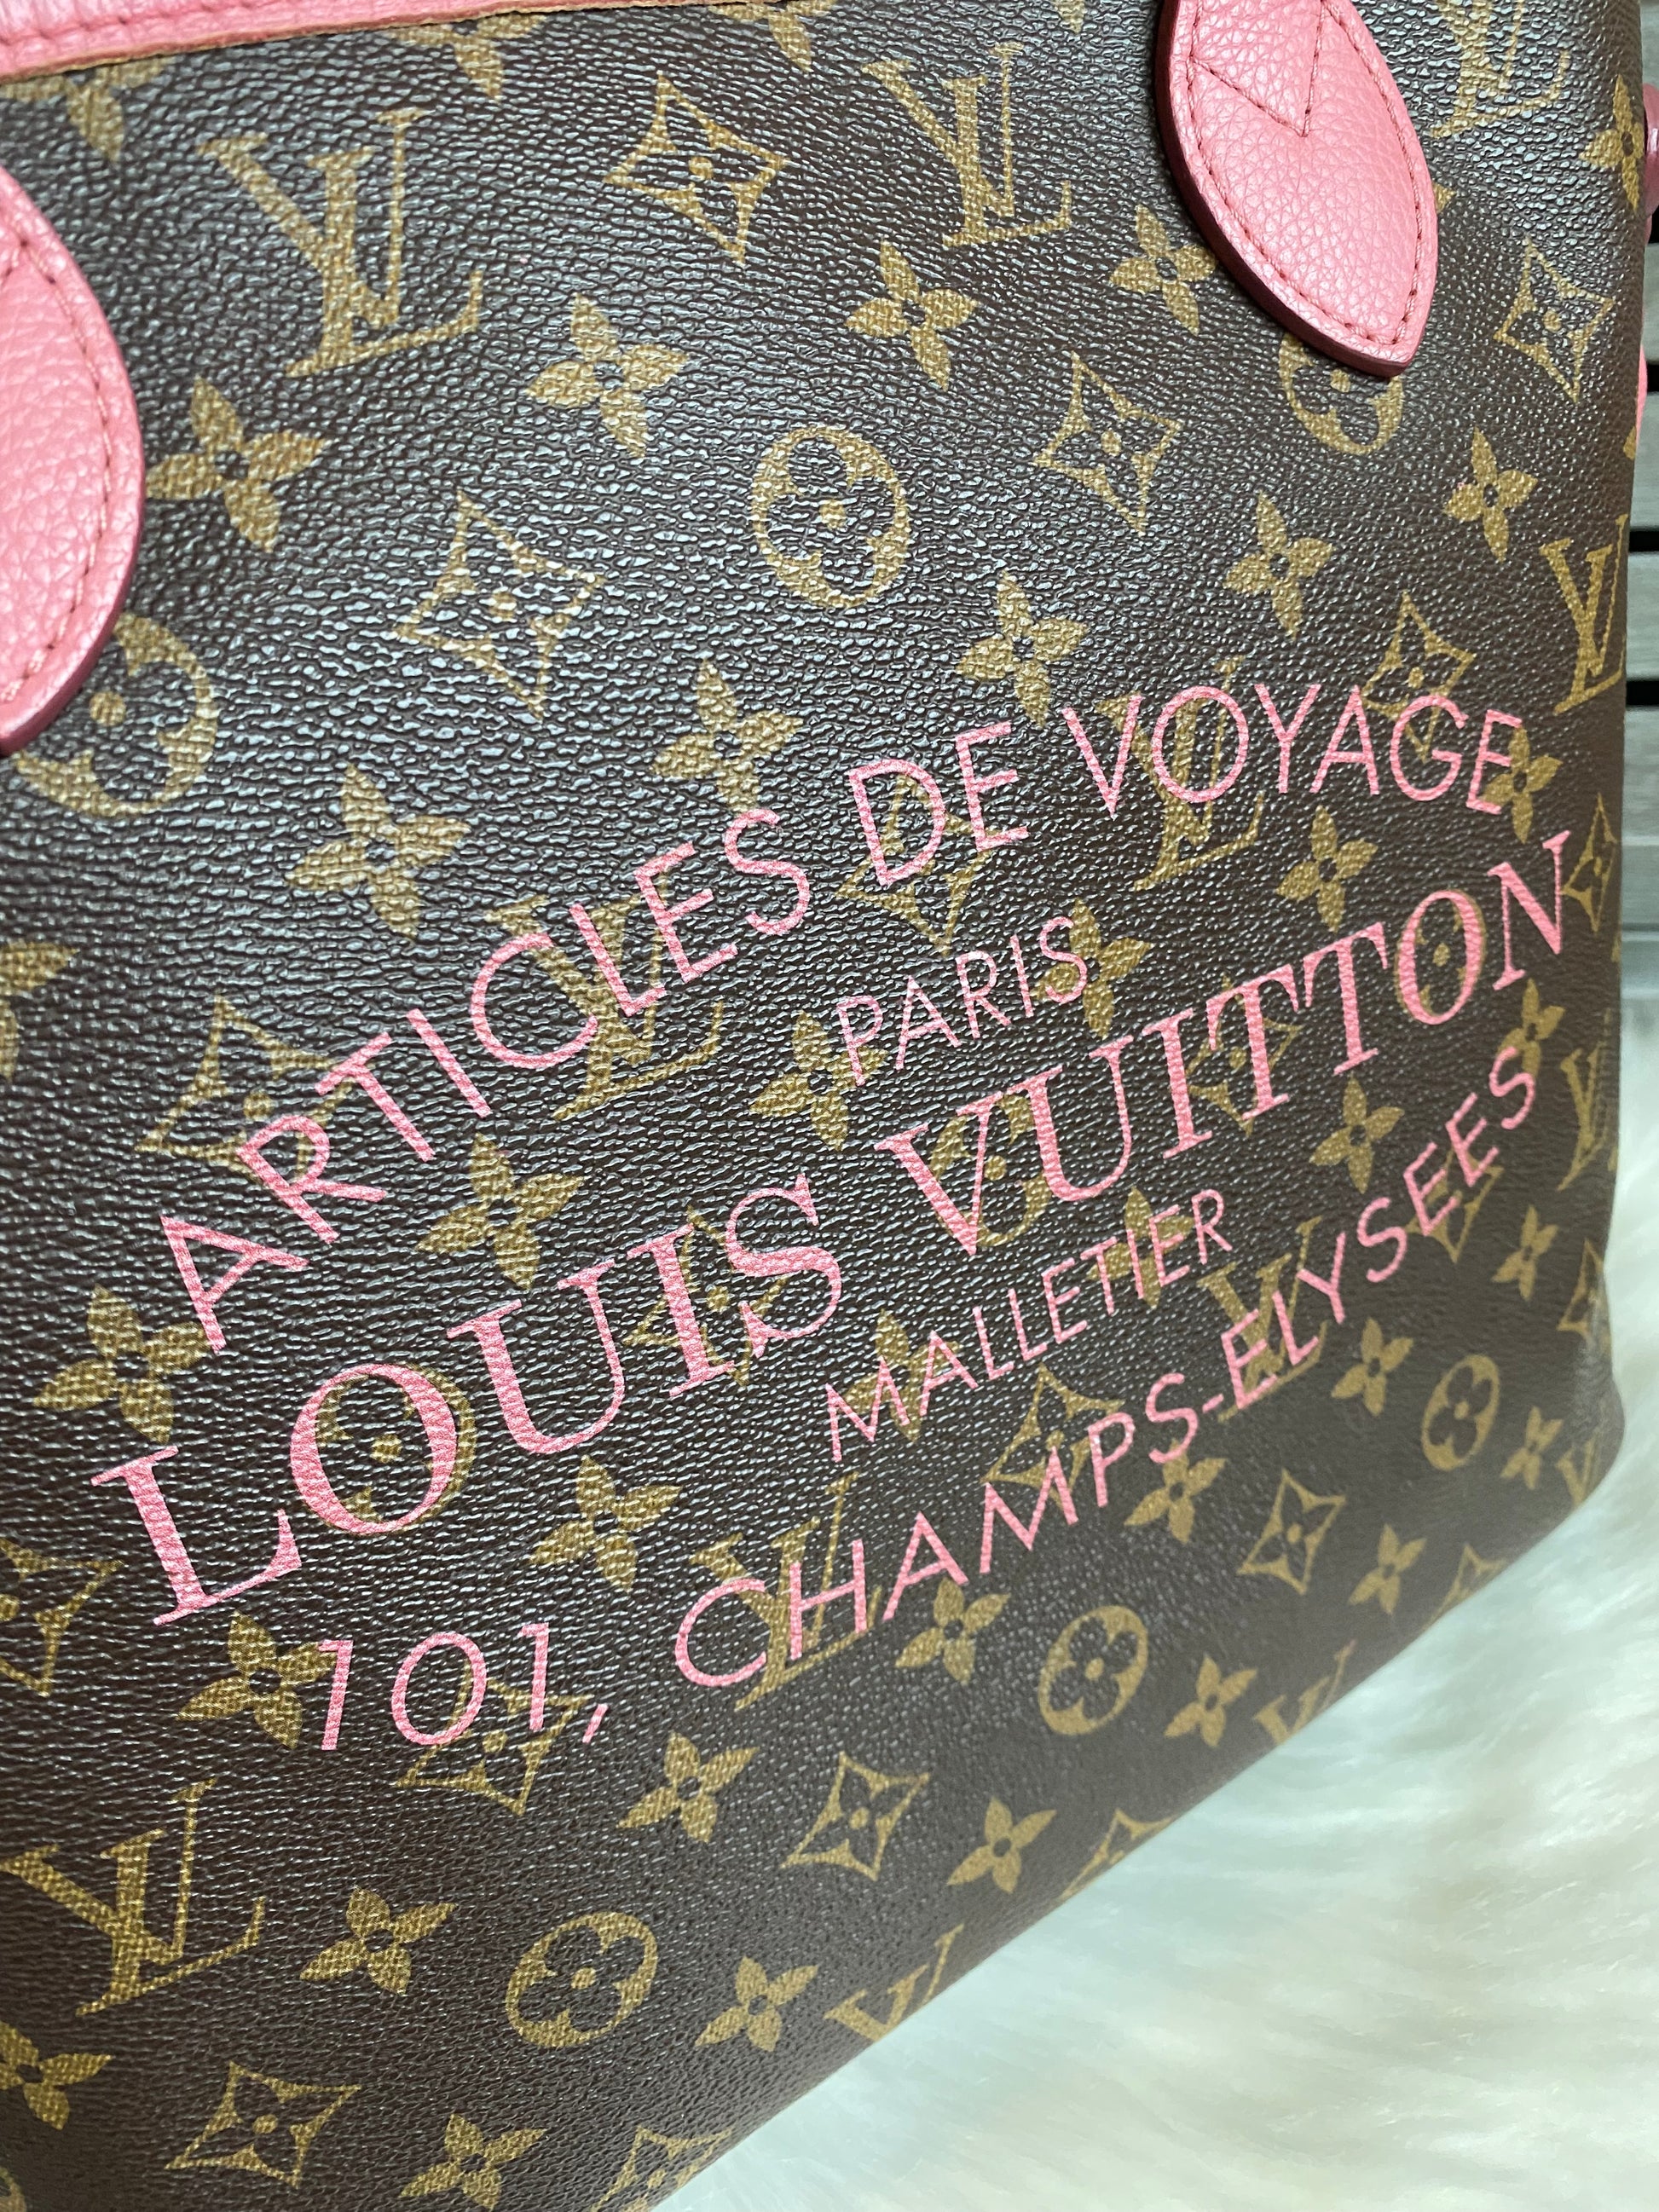 ARTICLES DE VOYAGE
PARIS
LOUIS VUITTON
MALLETIER
101, CHAMPS-ELYSEES